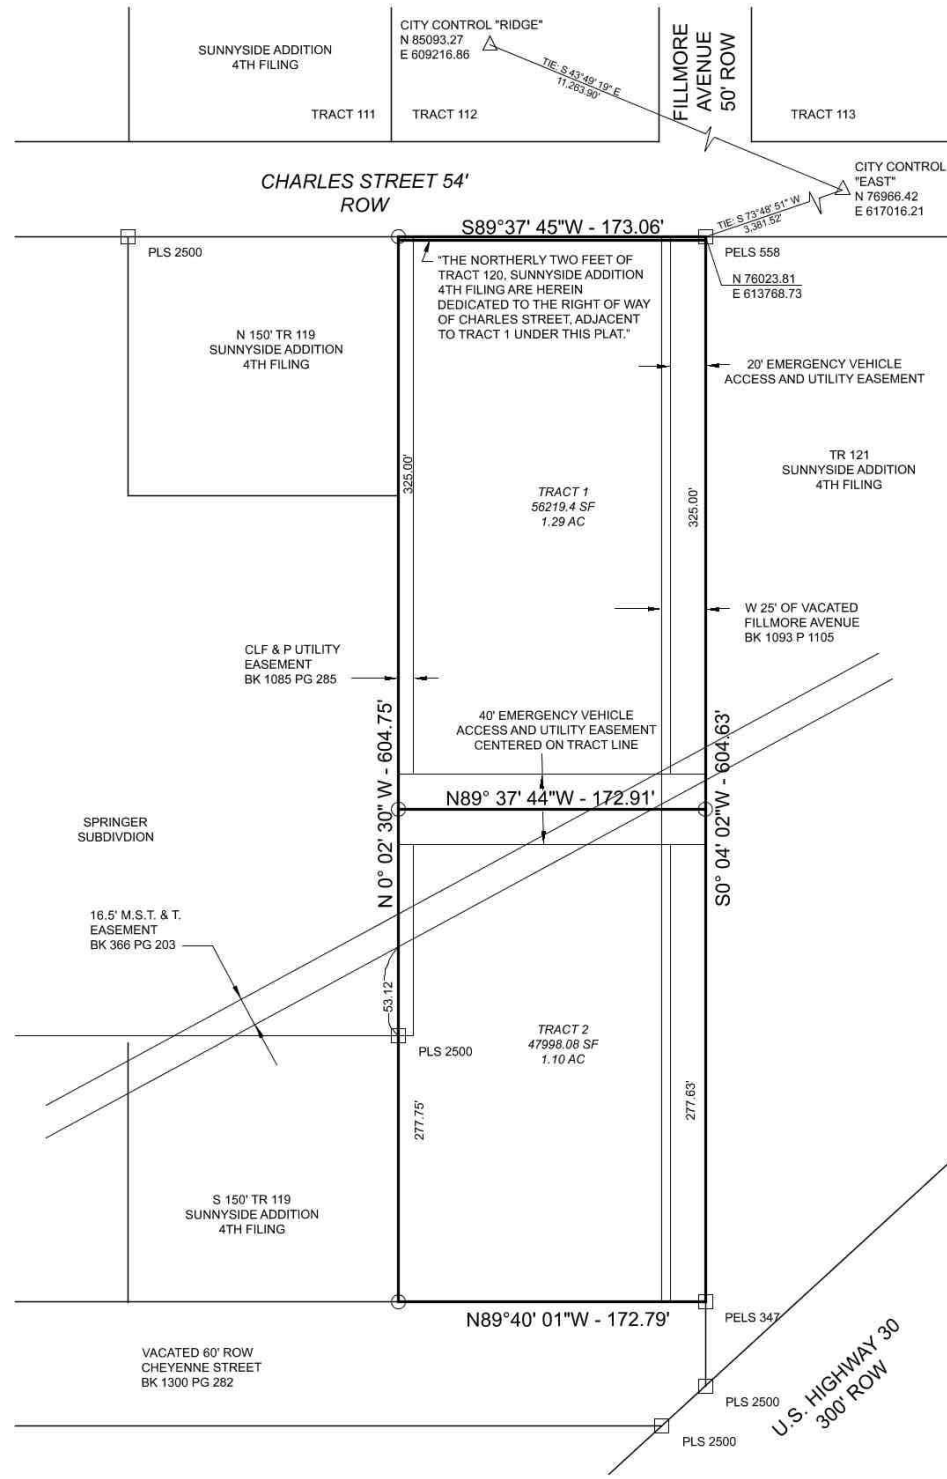 SUNNYSIDE ADDITION
4TH FILING
TRACT 111
CITY CONTROL "RIDGE"
N 85093.27
E 609216.86
TRACT 112
TIE: S 43°49' 19" E
11,263.90'
FILLMORE
AVENUE
50' ROW
TRACT 113
CHARLES STREET 54'
ROW
CITY CONTROL
"EAST"
N 76966.42
E 617016.21
TIE: S 73°48' 51" W
3,381.52'
S89°37' 45"W - 173.06'
PLS 2500
PELS 558
N 76023.81
E 613768.73
"THE NORTHERLY TWO FEET OF
TRACT 120, SUNNYSIDE ADDITION
4TH FILING ARE HEREIN
DEDICATED TO THE RIGHT OF WAY
OF CHARLES STREET, ADJACENT
TO TRACT 1 UNDER THIS PLAT."
N 150' TR 119
SUNNYSIDE ADDITION
4TH FILING
20' EMERGENCY VEHICLE
ACCESS AND UTILITY EASEMENT
TR 121
SUNNYSIDE ADDITION
4TH FILING
325.00'
TRACT 1
56219.4 SF
1.29 AC
325.00'
W 25' OF VACATED
FILLMORE AVENUE
BK 1093 P 1105
CLF & P UTILITY
EASEMENT
BK 1085 PG 285
40' EMERGENCY VEHICLE
ACCESS AND UTILITY EASEMENT
CENTERED ON TRACT LINE
N 0° 02' 30" W - 604.75'
N89° 37' 44"W - 172.91'
S0° 04' 02"W - 604.63'
SPRINGER
SUBDIVDION
16.5' M.S.T. & T.
EASEMENT
BK 366 PG 203
53.12'
PLS 2500
TRACT 2
47998.08 SF
1.10 AC
277.75'
277.63'
S 150' TR 119
SUNNYSIDE ADDITION
4TH FILING
N89°40' 01"W - 172.79'
PELS 347
VACATED 60' ROW
CHEYENNE STREET
BK 1300 PG 282
U.S. HIGHWAY 30
300' ROW
PLS 2500
PLS 2500